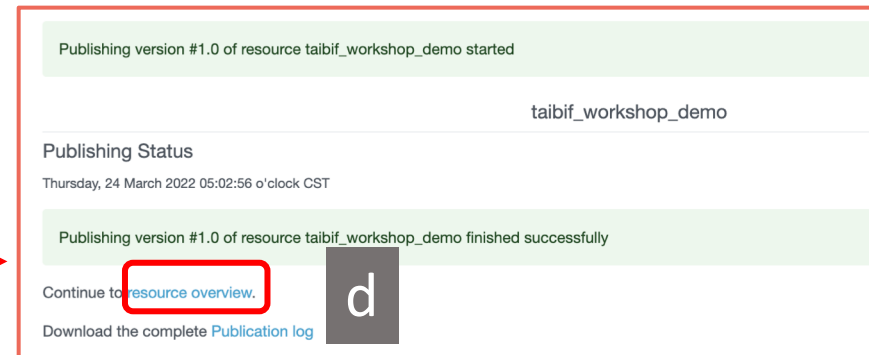 Publishing version #1.0 of resource taibif_workshop_demo started
taibif_workshop_demo
Publishing Status
Thursday, 24 March 2022 05:02:56 o'clock CST
Publishing version #1.0 of resource taibif_workshop_demo finished successfully
Continue to resource overview.
d
Download the complete Publication log